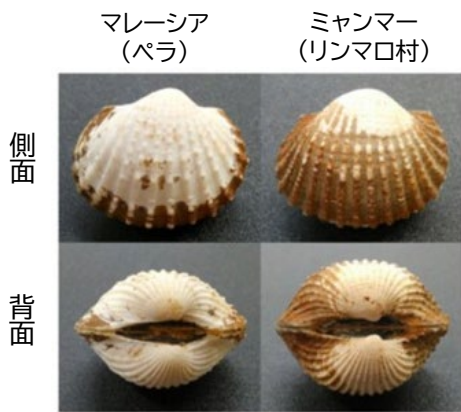 マレーシア
（ペラ）
ミャンマー
（リンマロ村）
側面
背面